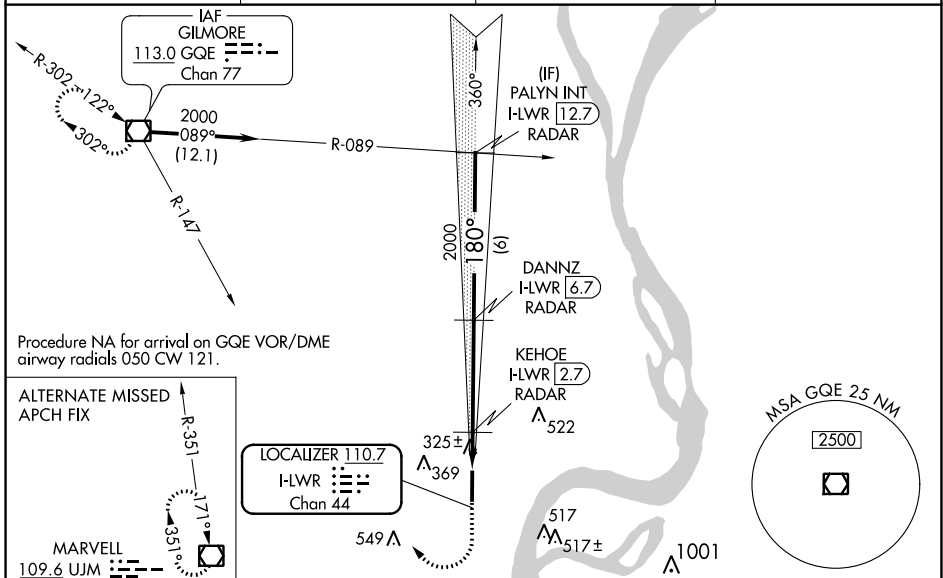 IAF
GILMORE
113.0 GQE
Chan 77
R-302
122°
302°
2000
089°
(12.1)
R-089
R-147
360°
(IF)
PALYN INT
I-LWR 12.7
RADAR
2000
180°
(6)
DANNZ
I-LWR 6.7
RADAR
KEHOE
I-LWR 2.7
RADAR
522
Procedure NA for arrival on GQE VOR/DME
airway radials 050 CW 121.
ALTERNATE MISSED
APCH FIX
R-351
171°
351°
MARVELL
109.6 UJM
LOCALIZER 110.7
I-LWR
Chan 44
325±
369
549
517
517±
1001
MSA GQE 25 NM
2500